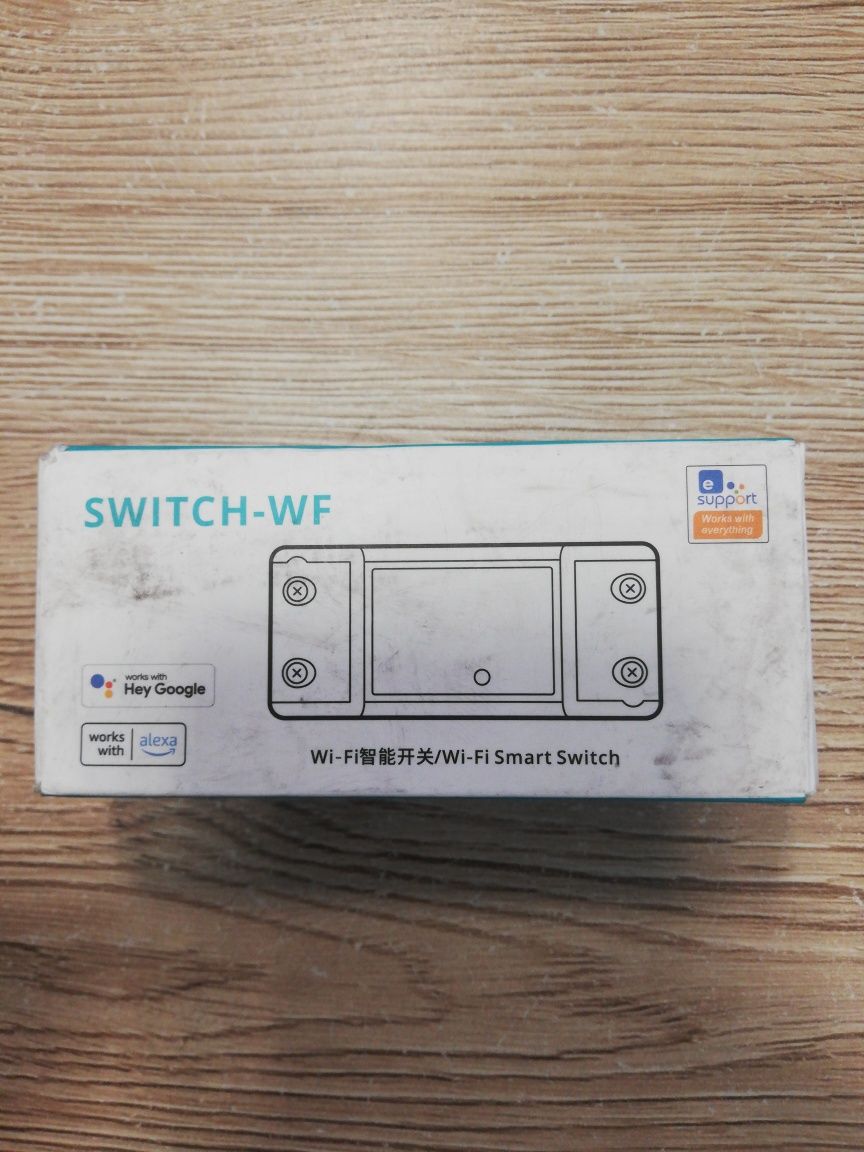 SWITCH-WF
e
support
Works with
everything
works with
Hey Google
works
with
alexa
Wi-Fi智能开关/Wi-Fi Smart Switch